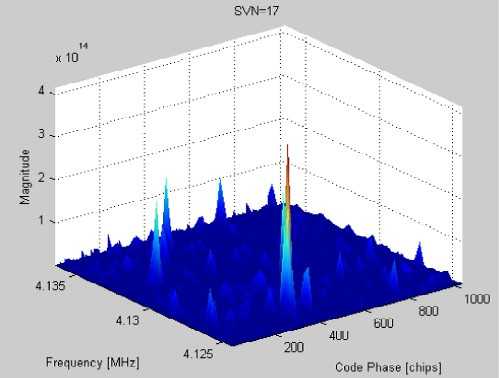 SVN=17
x 10^14
4
3
2
1
Magnitude
4.135
4.13
4.125
Frequency [MHz]
200
400
600
800
1000
Code Phase [chips]